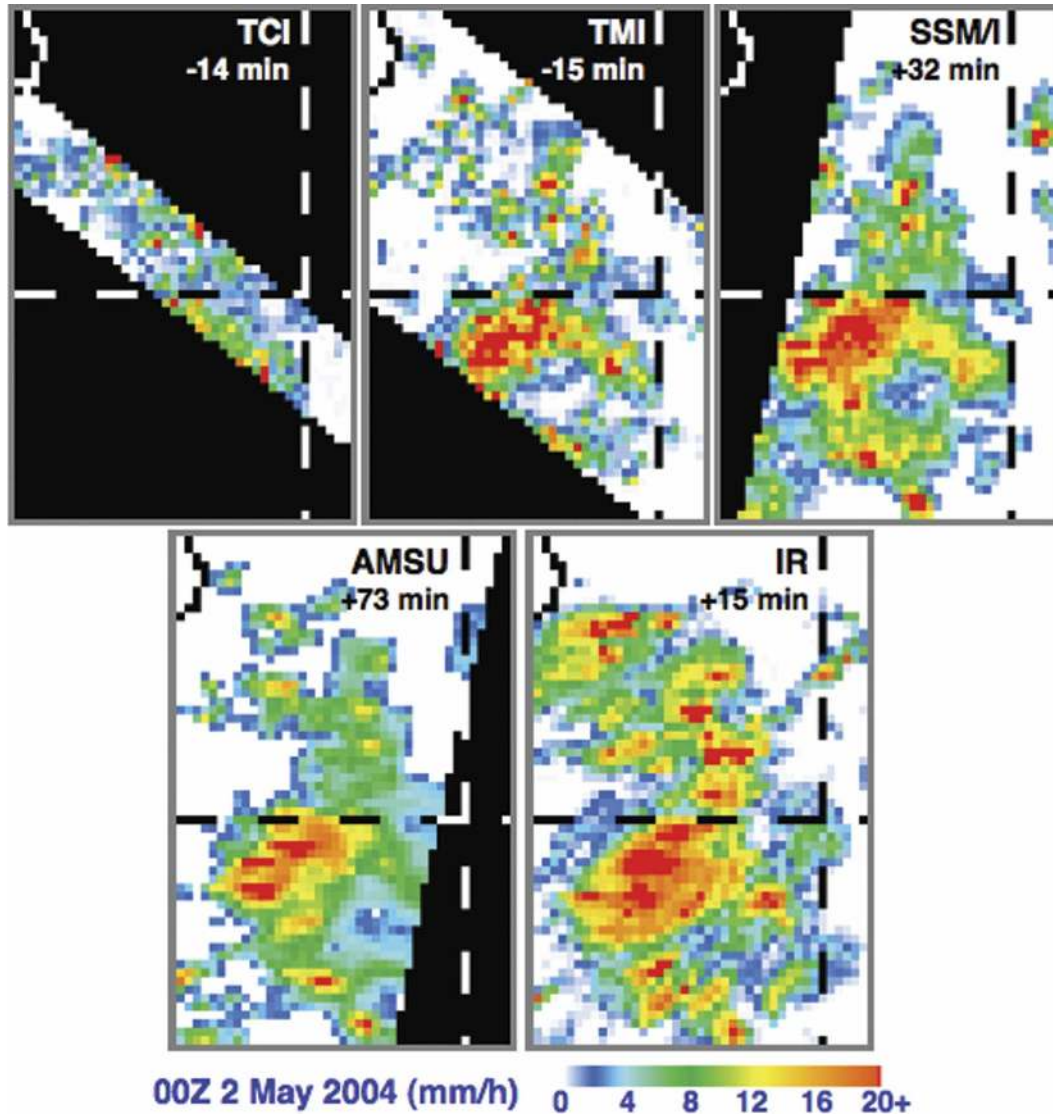 TCI
-14 min
TMI
-15 min
SSM/I
+32 min
AMSU
+73 min
IR
+15 min
00Z 2 May 2004 (mm/h)
0 4 8 12 16 20+